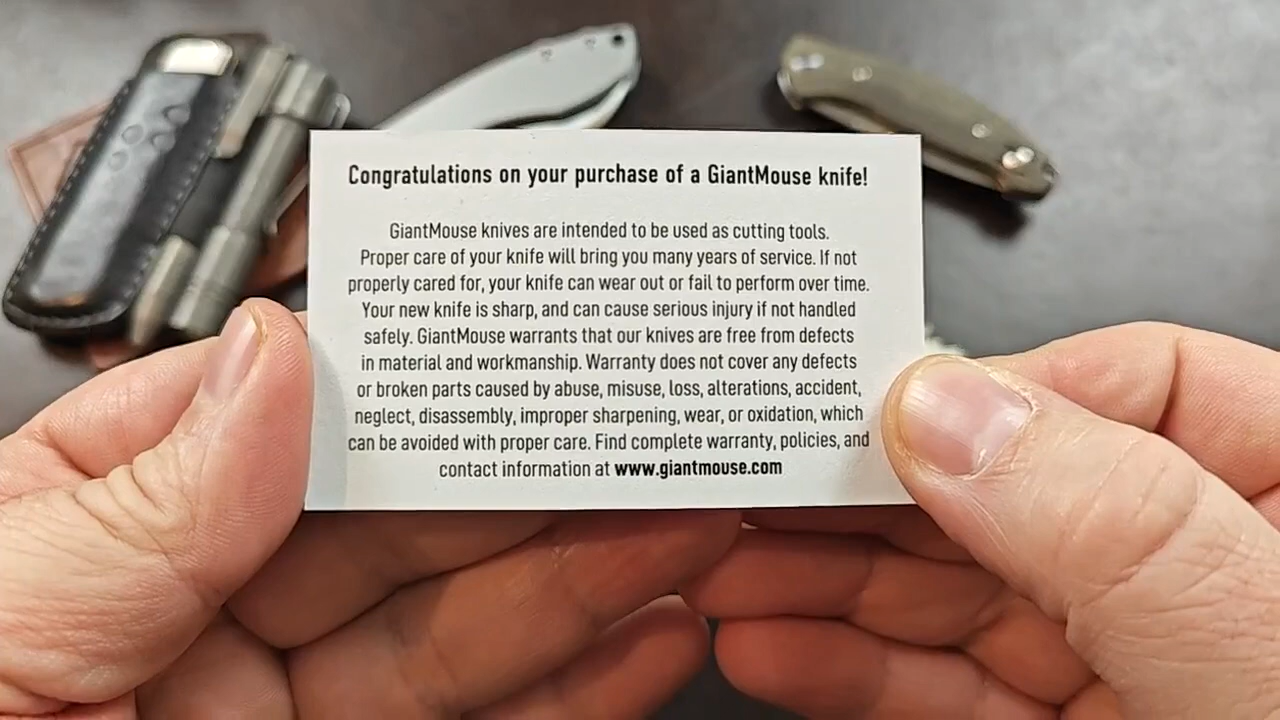 Congratulations on your purchase of a GiantMouse knife!
GiantMouse knives are intended to be used as cutting tools.
Proper care of your knife will bring you many years of service. If not
properly cared for, your knife can wear out or fail to perform over time.
Your new knife is sharp, and can cause serious injury if not handled
safely. GiantMouse warrants that our knives are free from defects
in material and workmanship. Warranty does not cover any defects
or broken parts caused by abuse, misuse, loss, alterations, accident,
neglect, disassembly, improper sharpening, wear, or oxidation, which
can be avoided with proper care. Find complete warranty, policies, and
contact information at www.giantmouse.com